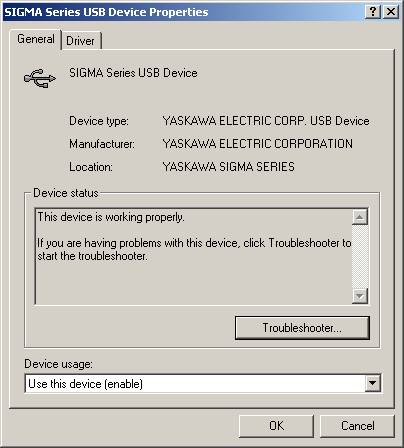 SIGMA Series USB Device Properties
General
Driver
SIGMA Series USB Device
Device type: YASKAWA ELECTRIC CORP. USB Device
Manufacturer: YASKAWA ELECTRIC CORPORATION
Location: YASKAWA SIGMA SERIES
Device status
This device is working properly.
If you are having problems with this device, click Troubleshooter to
start the troubleshooter.
Troubleshooter...
Device usage:
Use this device (enable)
OK
Cancel